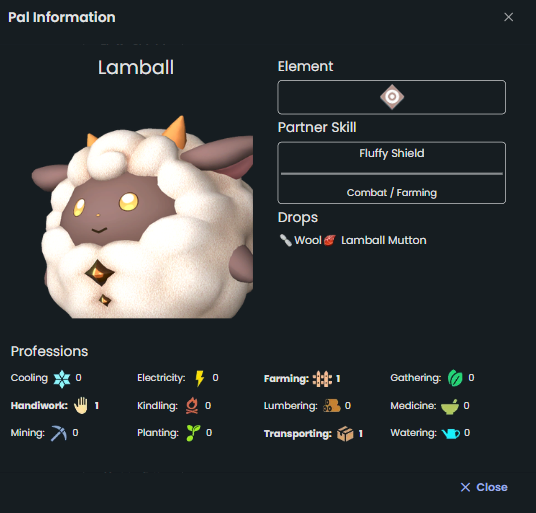 Pal Information
Lamball
Element
Partner Skill
Fluffy Shield
Combat / Farming
Drops
Wool Lamball Mutton
Professions
Cooling 0 Electricity: 0 Farming: 1 Gathering: 0
Handiwork: 1 Kindling: 0 Lumbering: 0 Medicine: 0
Mining: 0 Planting: 0 Transporting: 1 Watering: 0
Close